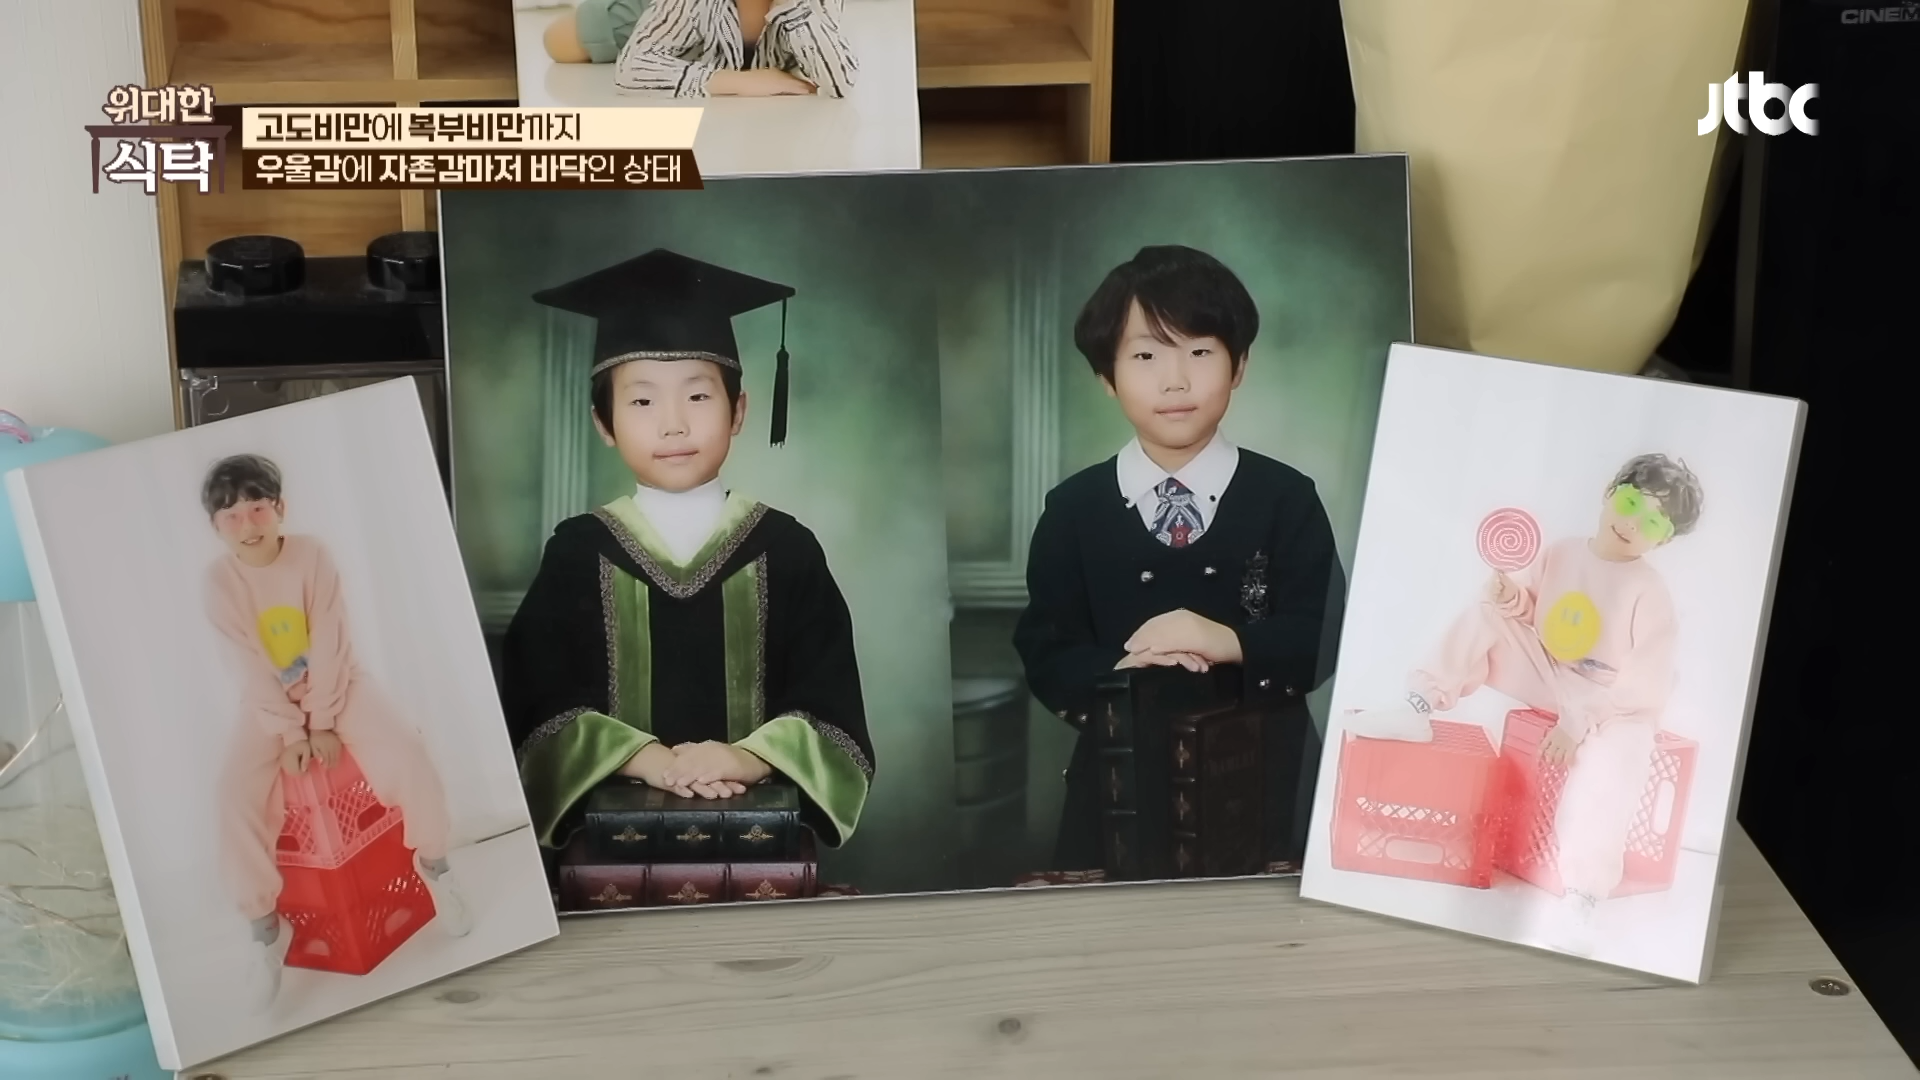 위대한
식탁
고도비만에 복부비만까지
우울감에 자존감마저 바닥인 상태
jtbc